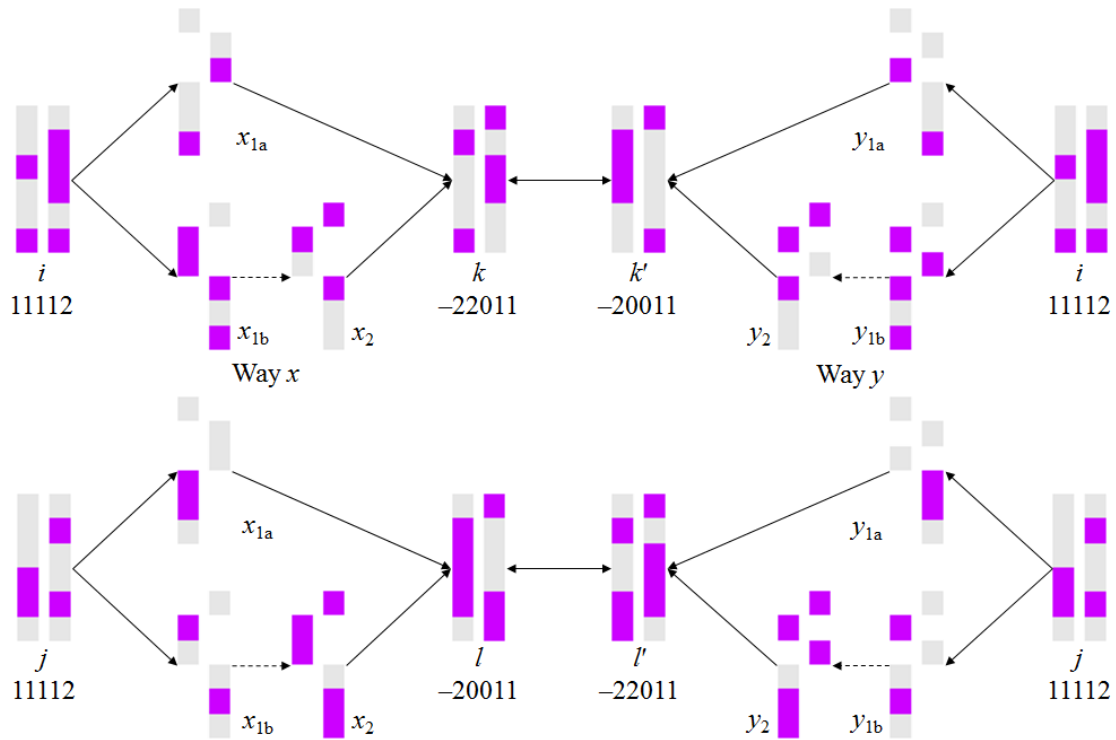 x1a
y1a
i
11112
k
–22011
k'
–20011
i
11112
x1b
x2
y2
y1b
Way x
Way y
x1a
y1a
j
11112
l
–20011
l'
–22011
j
11112
x1b
x2
y2
y1b